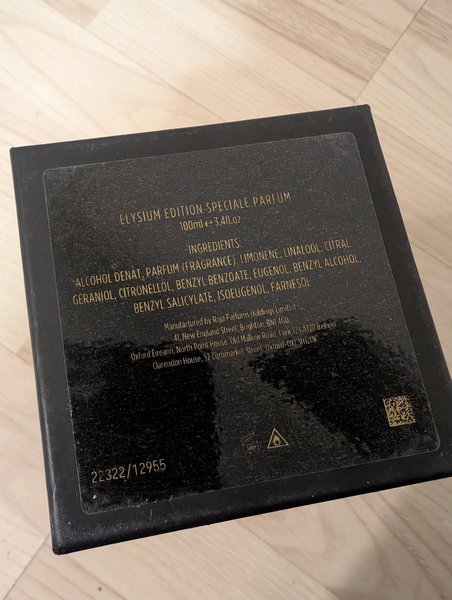 ELYSIUM EDITION SPECIALE PARFUM
100ml e 3.4fl.oz
INGREDIENTS:
ALCOHOL DENAT, PARFUM (FRAGRANCE), LIMONENE, LINALOOL, CITRAL
GERANIOL, CITRONELLOL, BENZYL BENZOATE, EUGENOL, BENZYL ALCOHOL,
BENZYL SALICYLATE, ISOEUGENOL, FARNESOL
Manufactured by Roja Parfums Holdings Limited
41, New England Street, Brighton, BN1 4GQ
Oxford Eireann, North Point House, Old Mallow Road, Cork T23 AT2P Ireland
Clarendon House, 52 Cornmarket Street, Oxford, OX1 3HJ, UK
22322/12955